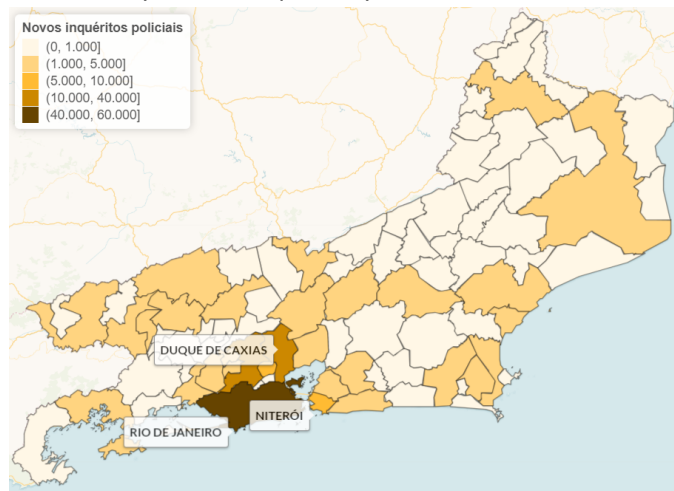 Novos inquéritos policiais
(0, 1.000]
(1.000, 5.000]
(5.000, 10.000]
(10.000, 40.000]
(40.000, 60.000]
DUQUE DE CAXIAS
NITERÓI
RIO DE JANEIRO